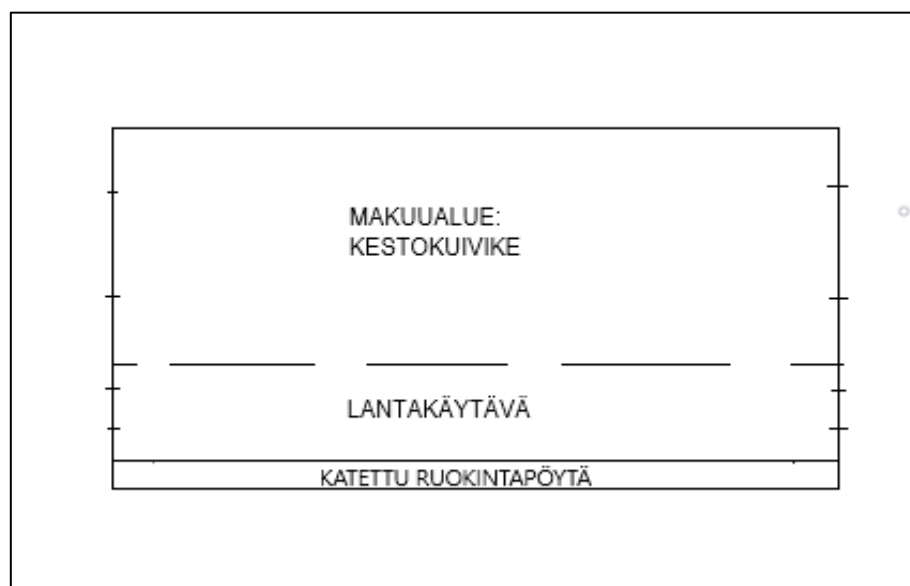 MAKUUALUE:
KESTOKUIVIKE
LANTAKÄYTÄVÄ
KATETTU RUOKINTAPÖYTÄ